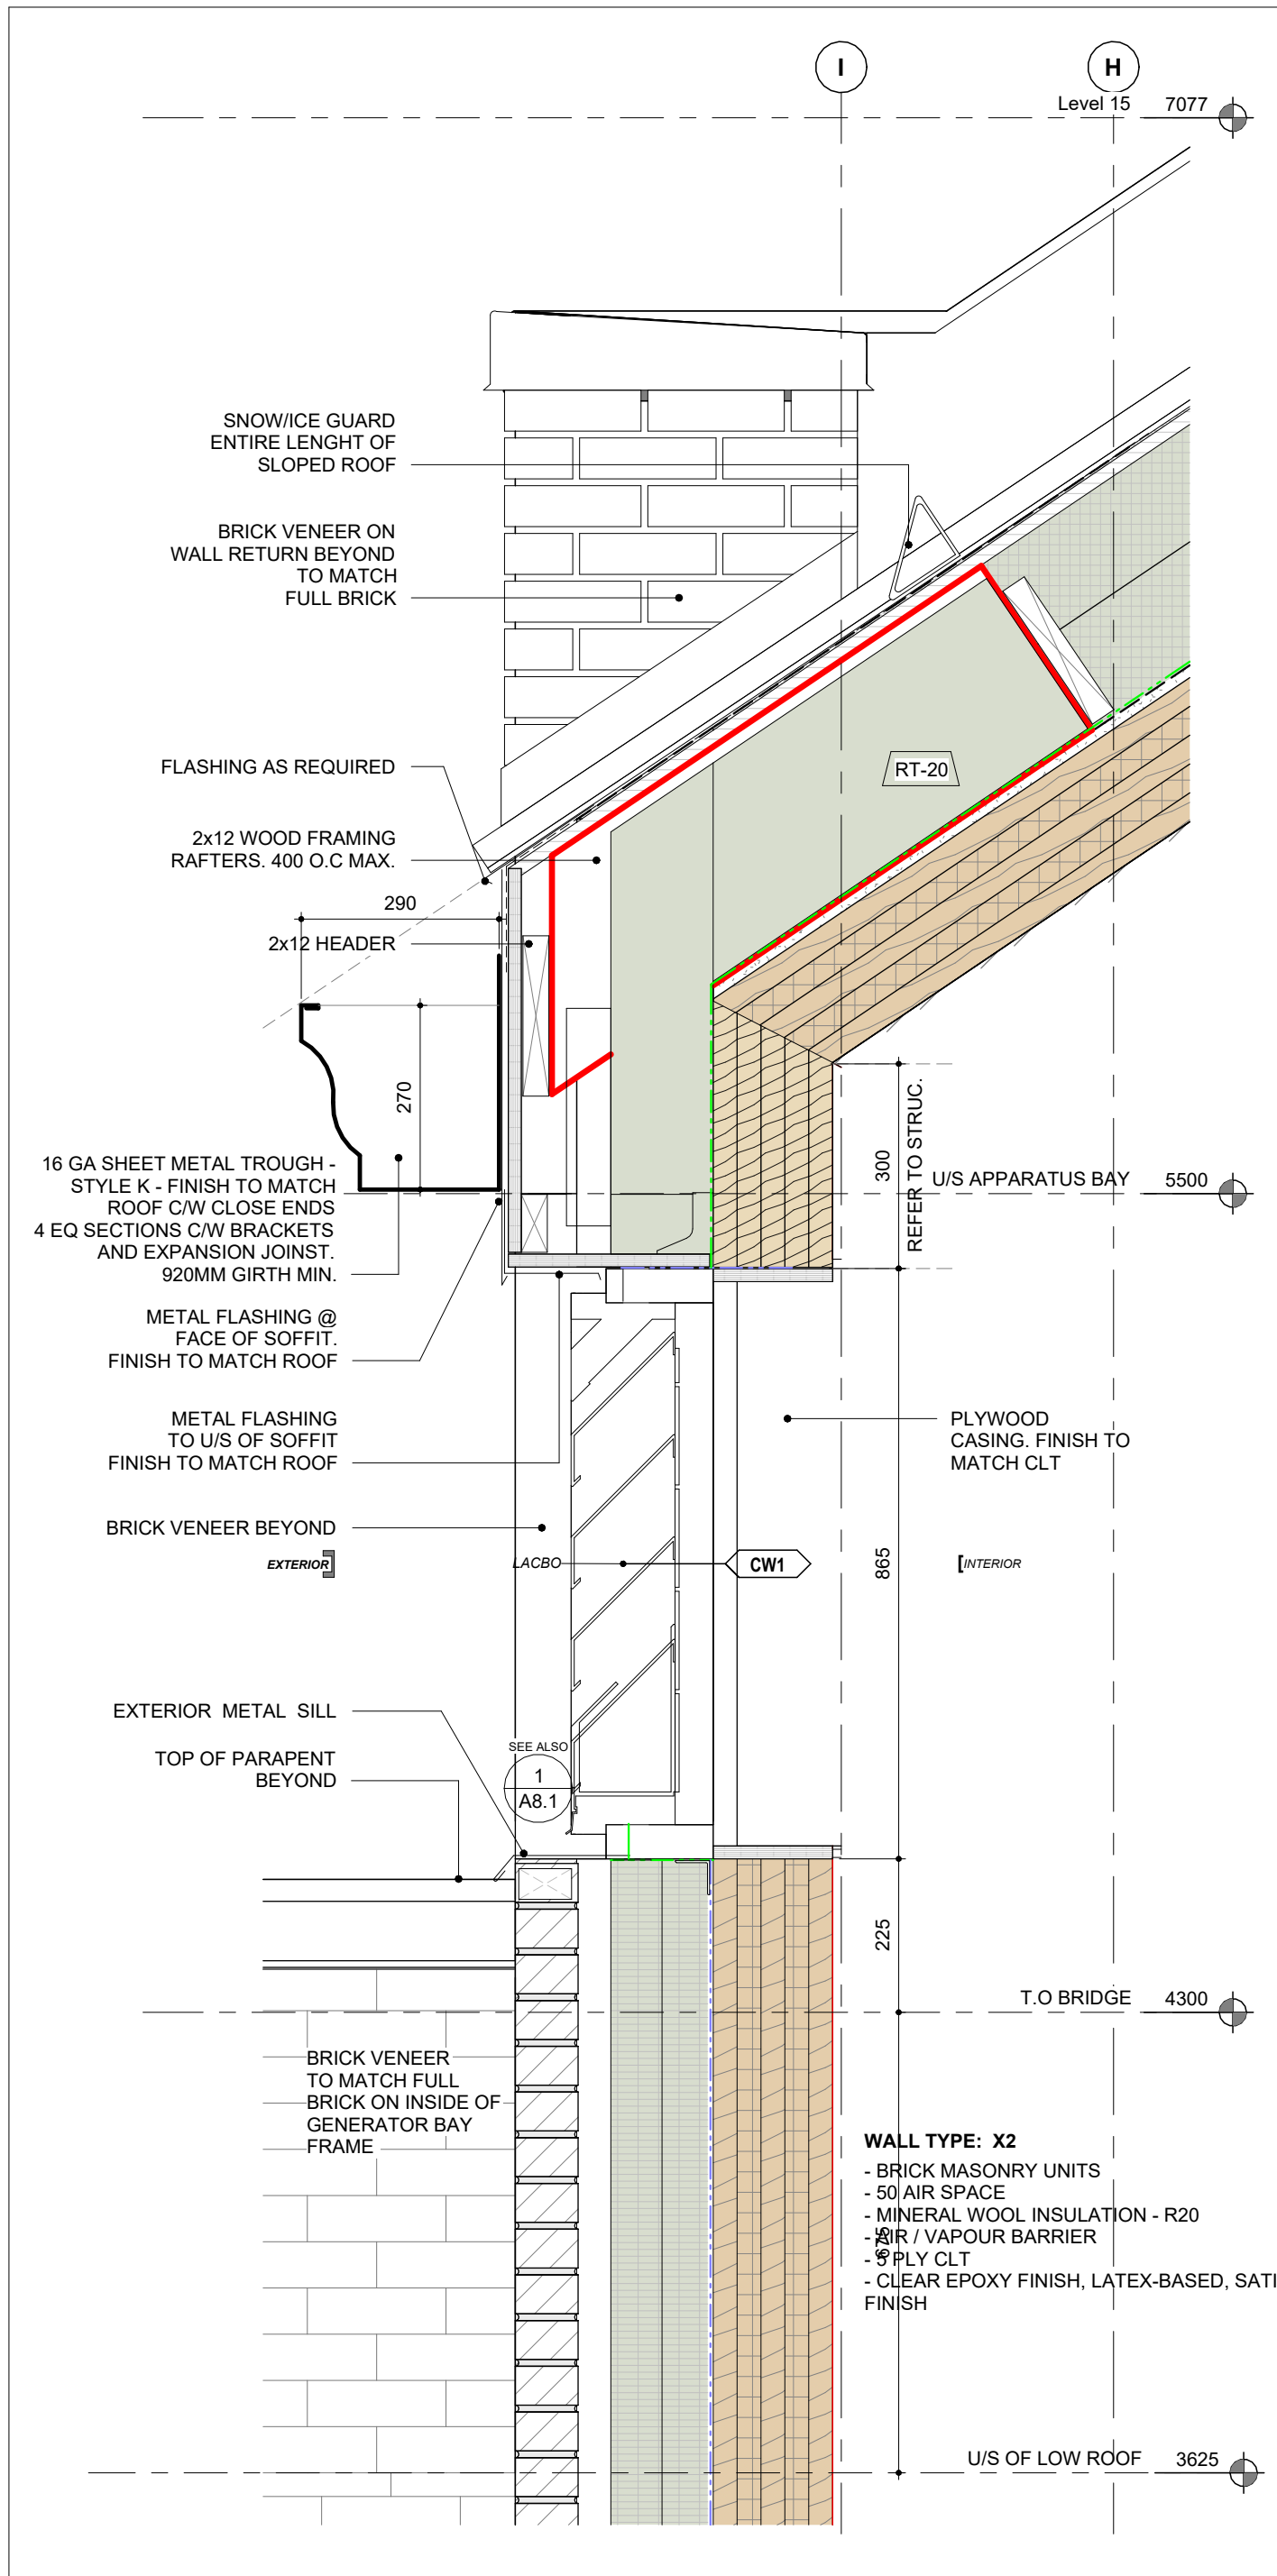 I
H
Level 15 7077
SNOW/ICE GUARD
ENTIRE LENGHT OF
SLOPED ROOF
BRICK VENEER ON
WALL RETURN BEYOND
TO MATCH
FULL BRICK
FLASHING AS REQUIRED
RT-20
2x12 WOOD FRAMING
RAFTERS. 400 O.C MAX.
290
2x12 HEADER
270
16 GA SHEET METAL TROUGH -
STYLE K - FINISH TO MATCH
ROOF C/W CLOSE ENDS
4 EQ SECTIONS C/W BRACKETS
AND EXPANSION JOINST.
920MM GIRTH MIN.
300
REFER TO STRUC.
U/S APPARATUS BAY 5500
METAL FLASHING @
FACE OF SOFFIT.
FINISH TO MATCH ROOF
METAL FLASHING
TO U/S OF SOFFIT
FINISH TO MATCH ROOF
PLYWOOD
CASING. FINISH TO
MATCH CLT
BRICK VENEER BEYOND
EXTERIOR
LACBO
CW1
865
INTERIOR
EXTERIOR METAL SILL
TOP OF PARAPENT
BEYOND
SEE ALSO
1
A8.1
225
T.O BRIDGE 4300
BRICK VENEER
TO MATCH FULL
BRICK ON INSIDE OF
GENERATOR BAY
FRAME
WALL TYPE: X2
- BRICK MASONRY UNITS
- 50 AIR SPACE
- MINERAL WOOL INSULATION - R20
- AIR / VAPOUR BARRIER
- 5 PLY CLT
- CLEAR EPOXY FINISH, LATEX-BASED, SATI
FINISH
675
U/S OF LOW ROOF 3625